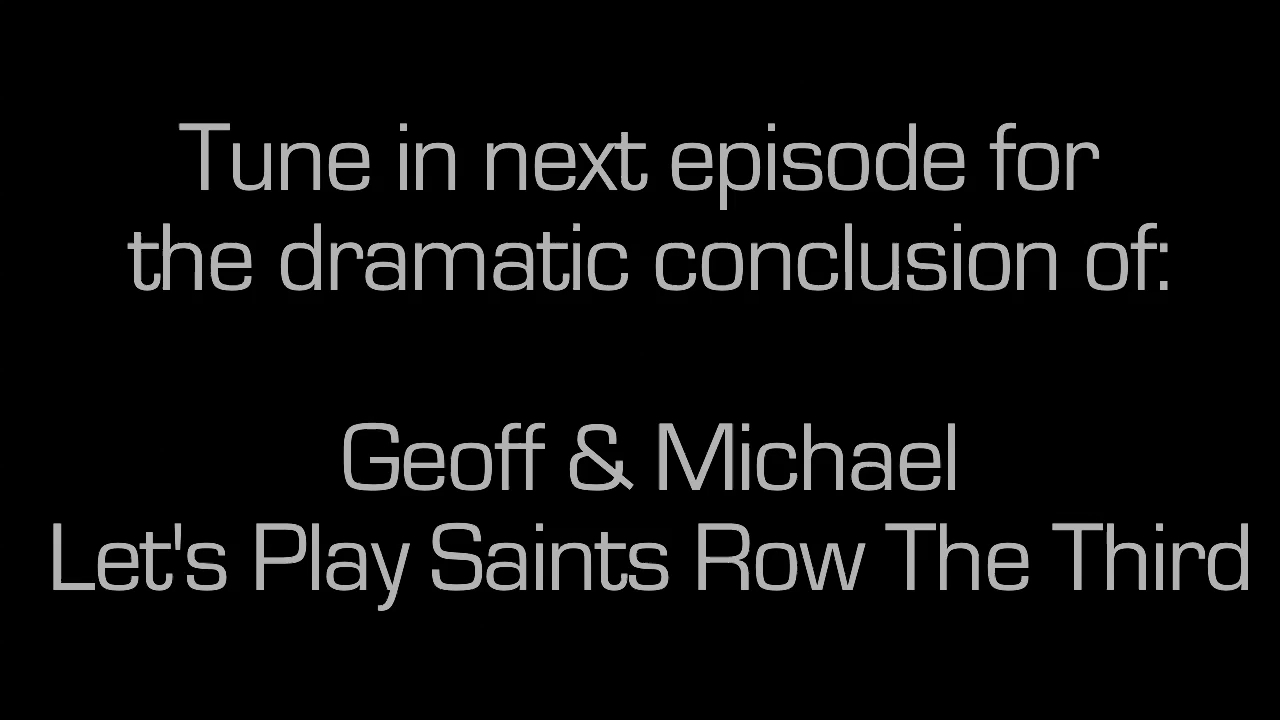 Tune in next episode for
the dramatic conclusion of:
Geoff & Michael
Let's Play Saints Row The Third